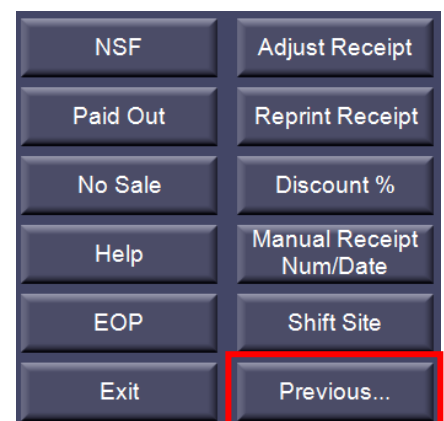 NSF
Adjust Receipt
Paid Out
Reprint Receipt
No Sale
Discount %
Help
Manual Receipt
Num/Date
EOP
Shift Site
Exit
Previous...